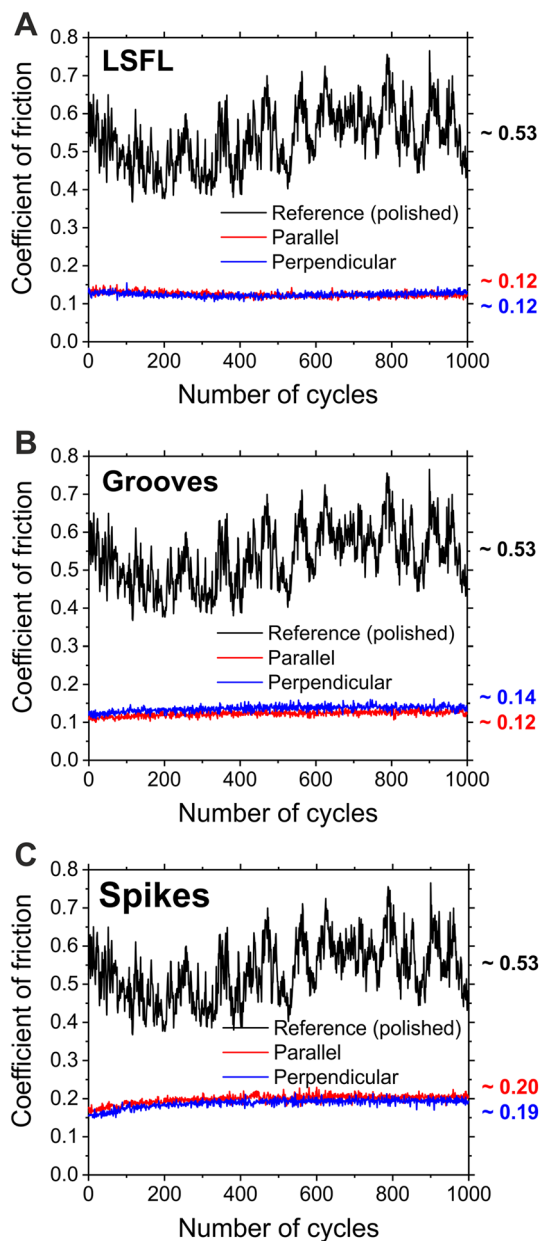 A
LSFL
0.8
0.7
0.6
0.5
0.4
0.3
0.2
0.1
0.0
Coefficient of friction
~ 0.53
Reference (polished)
Parallel
Perpendicular
~ 0.12
~ 0.12
0 200 400 600 800 1000
Number of cycles
B
Grooves
0.8
0.7
0.6
0.5
0.4
0.3
0.2
0.1
0.0
Coefficient of friction
~ 0.53
Reference (polished)
Parallel
Perpendicular
~ 0.14
~ 0.12
0 200 400 600 800 1000
Number of cycles
C
Spikes
0.8
0.7
0.6
0.5
0.4
0.3
0.2
0.1
0.0
Coefficient of friction
~ 0.53
Reference (polished)
Parallel
Perpendicular
~ 0.20
~ 0.19
0 200 400 600 800 1000
Number of cycles